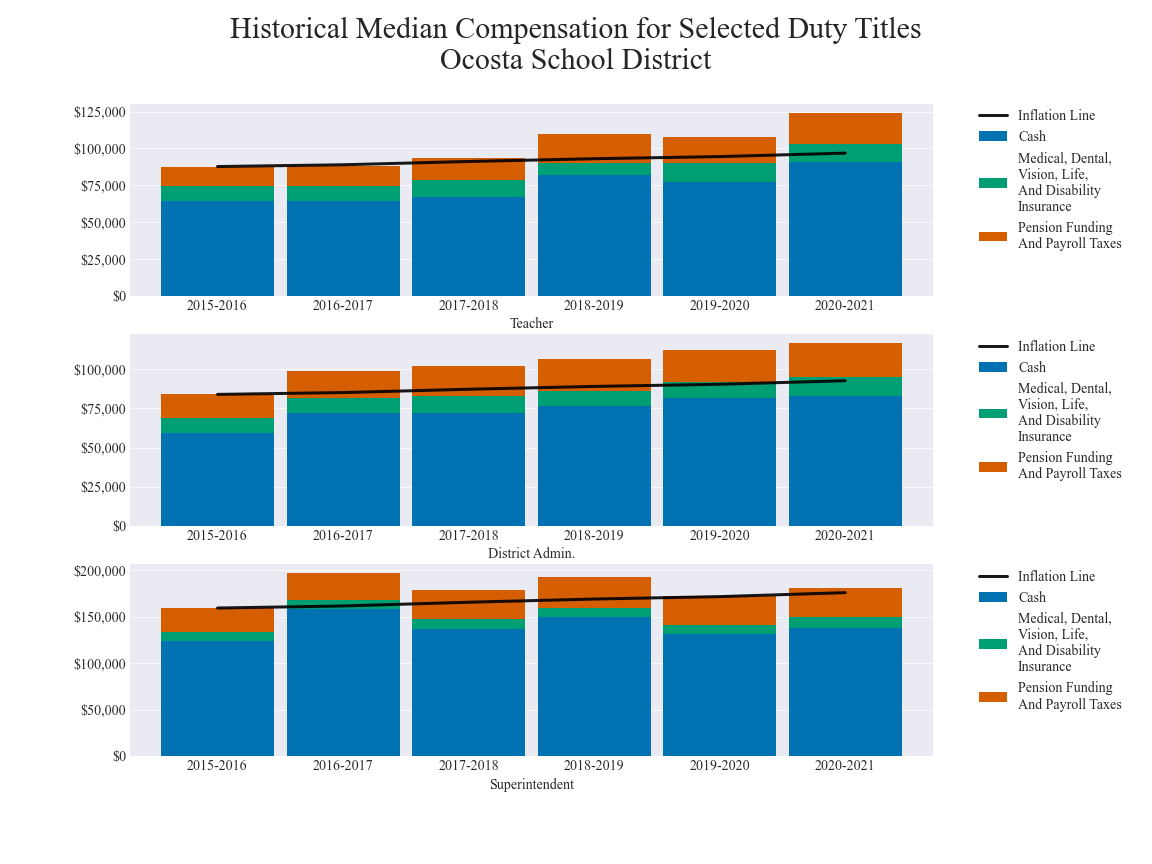 Historical Median Compensation for Selected Duty Titles
Ocosta School District
$125,000
$100,000
$75,000
$50,000
$25,000
$0
2015-2016 2016-2017 2017-2018 2018-2019 2019-2020 2020-2021
Teacher
Inflation Line
Cash
Medical, Dental,
Vision, Life,
And Disability
Insurance
Pension Funding
And Payroll Taxes
$100,000
$75,000
$50,000
$25,000
$0
2015-2016 2016-2017 2017-2018 2018-2019 2019-2020 2020-2021
District Admin.
Inflation Line
Cash
Medical, Dental,
Vision, Life,
And Disability
Insurance
Pension Funding
And Payroll Taxes
$200,000
$150,000
$100,000
$50,000
$0
2015-2016 2016-2017 2017-2018 2018-2019 2019-2020 2020-2021
Superintendent
Inflation Line
Cash
Medical, Dental,
Vision, Life,
And Disability
Insurance
Pension Funding
And Payroll Taxes